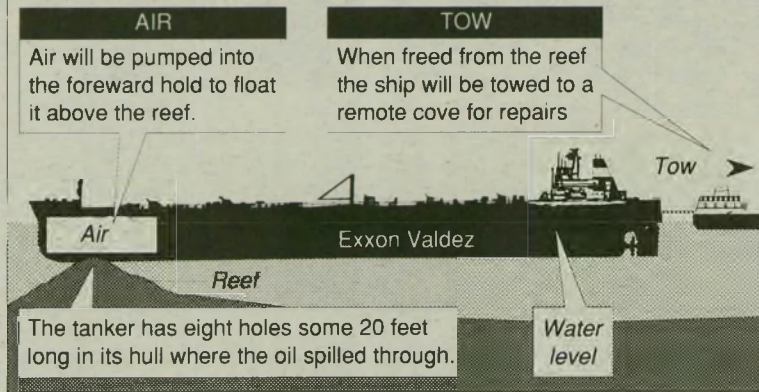 AIR
Air will be pumped into
the foreward hold to float
it above the reef.
TOW
When freed from the reef
the ship will be towed to a
remote cove for repairs
Tow
Air
Exxon Valdez
Reef
The tanker has eight holes some 20 feet
long in its hull where the oil spilled through.
Water
level